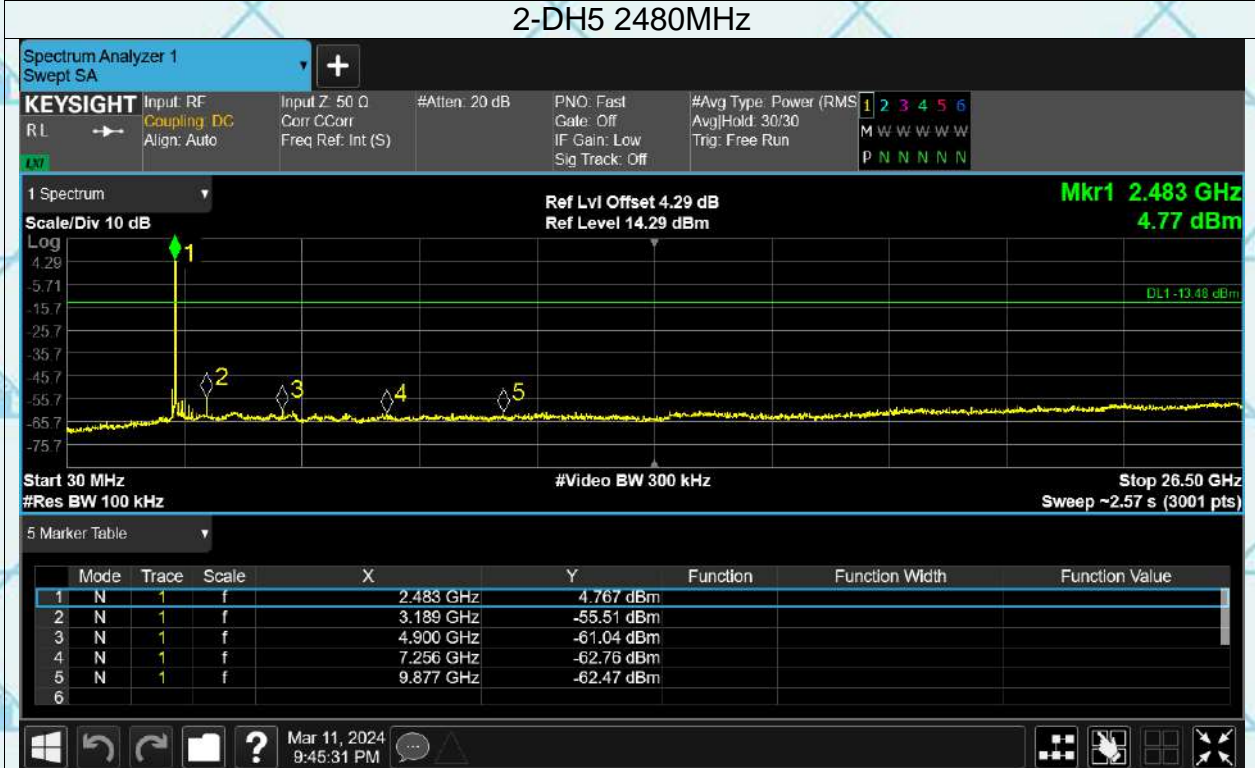 2-DH5 2480MHz
Spectrum Analyzer 1
Swept SA
+
KEYSIGHT Input: RF Input Z: 50 Ω #Atten: 20 dB PNO: Fast #Avg Type: Power (RMS 1 2 3 4 5 6
RL Coupling: DC Corr CCorr Gate: Off Avg|Hold: 30/30 M W W W W W
Align: Auto Freq Ref: Int (S) IF Gain: Low Trig: Free Run
LXI Sig Track: Off P N N N N N
1 Spectrum Ref Lvl Offset 4.29 dB Mkr1 2.483 GHz
Scale/Div 10 dB Ref Level 14.29 dBm 4.77 dBm
Log
1
4.29
-5.71
DL1 -13.48 dBm
-15.7
-25.7
-35.7
-45.7 2
3 4 5
-55.7
-65.7
-75.7
Start 30 MHz #Video BW 300 kHz Stop 26.50 GHz
#Res BW 100 kHz Sweep ~2.57 s (3001 pts)
5 Marker Table
Mode Trace Scale X Y Function Function Width Function Value
1 N 1 f 2.483 GHz 4.767 dBm
2 N 1 f 3.189 GHz -55.51 dBm
3 N 1 f 4.900 GHz -61.04 dBm
4 N 1 f 7.256 GHz -62.76 dBm
5 N 1 f 9.877 GHz -62.47 dBm
6
? Mar 11, 2024
9:45:31 PM